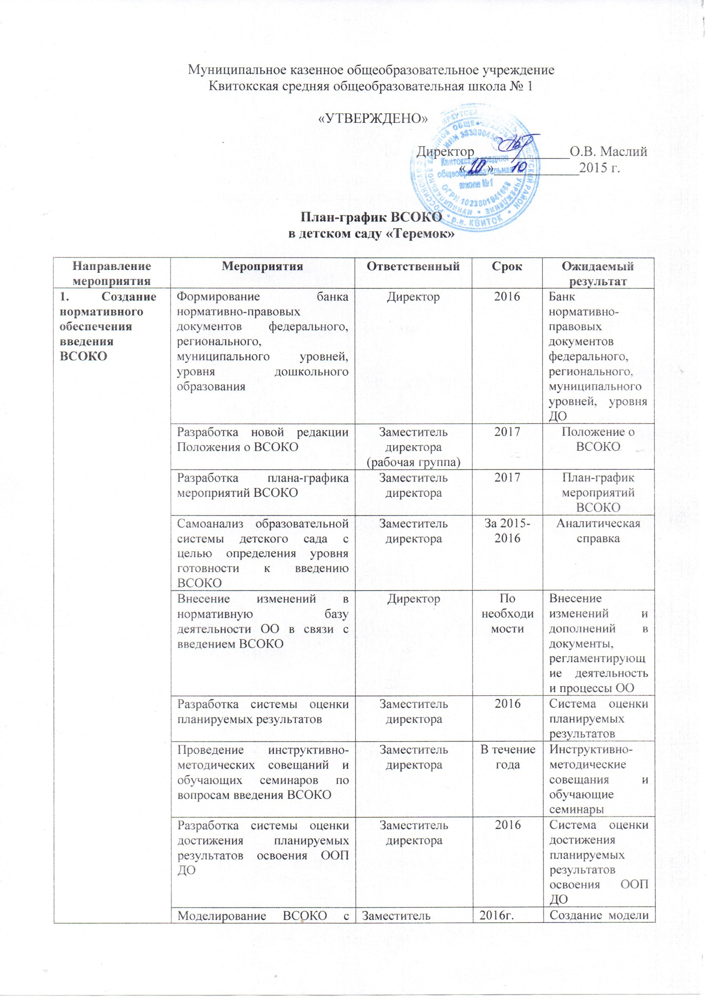 Муниципальное казенное общеобразовательное учреждение
Квитокская средняя общеобразовательная школа № 1
«УТВЕРЖДЕНО»
Директор ______________ О.В. Маслий
«20» 10 2015 г.
Квитокская средняя
общеобразовательная
школа №1
ОГРН 1023801941688
р.п. КВИТОК
План-график ВСОКО
в детском саду «Теремок»
Направление
мероприятия
Мероприятия
Ответственный
Срок
Ожидаемый
результат
1. Создание
нормативного
обеспечения
введения
ВСОКО
Формирование банка
нормативно-правовых
документов федерального,
регионального,
муниципального уровней,
уровня дошкольного
образования
Директор
2016
Банк
нормативно-
правовых
документов
федерального,
регионального,
муниципального
уровней, уровня
ДО
Разработка новой редакции
Положения о ВСОКО
Заместитель
директора
(рабочая группа)
2017
Положение о
ВСОКО
Разработка плана-графика
мероприятий ВСОКО
Заместитель
директора
2017
План-график
мероприятий
ВСОКО
Самоанализ образовательной
системы детского сада с
целью определения уровня
готовности к введению
ВСОКО
Заместитель
директора
За 2015-
2016
Аналитическая
справка
Внесение изменений в
нормативную базу
деятельности ОО в связи с
введением ВСОКО
Директор
По
необходи
мости
Внесение
изменений и
дополнений в
документы,
регламентирующ
ие деятельность
и процессы ОО
Разработка системы оценки
планируемых результатов
Заместитель
директора
2016
Система оценки
планируемых
результатов
Проведение инструктивно-
методических совещаний и
обучающих семинаров по
вопросам введения ВСОКО
Заместитель
директора
В течение
года
Инструктивно-
методические
совещания и
обучающие
семинары
Разработка системы оценки
достижения планируемых
результатов освоения ООП
ДО
Заместитель
директора
2016
Система оценки
достижения
планируемых
результатов
освоения ООП
ДО
Моделирование ВСОКО с
Заместитель
2016г.
Создание модели